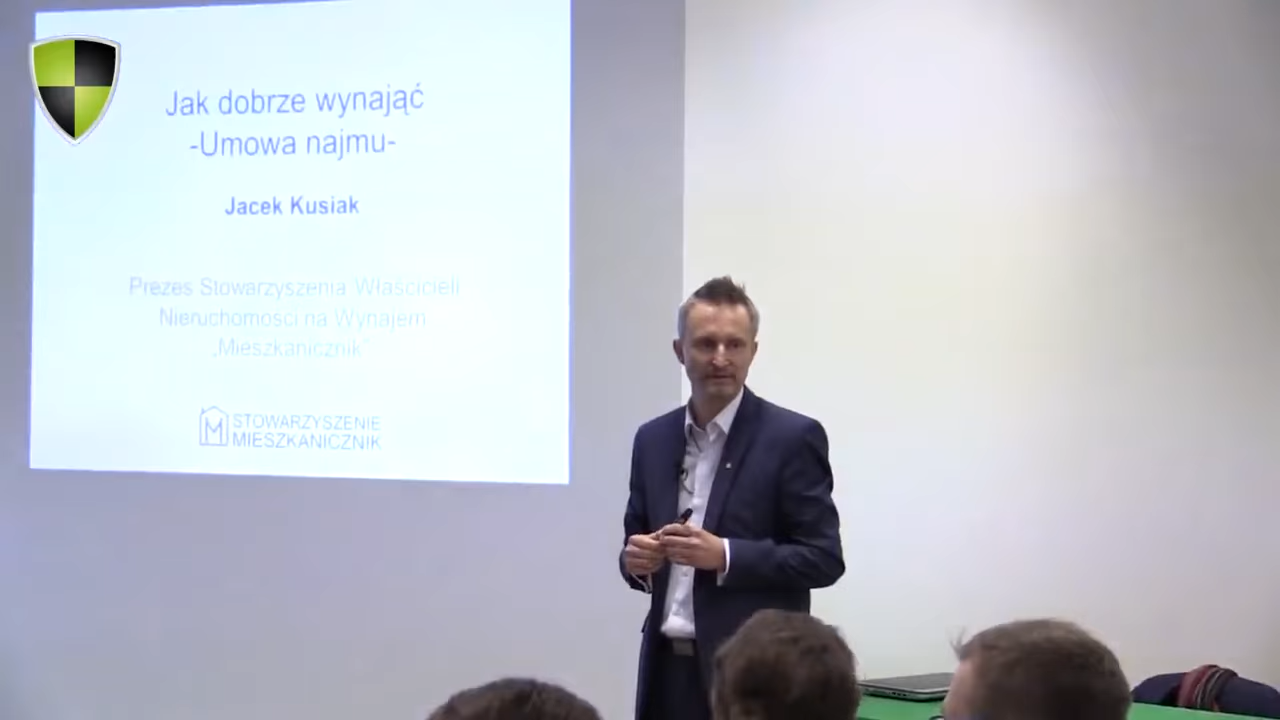 Jak dobrze wynająć
-Umowa najmu-
Jacek Kusiak
Prezes Stowarzyszenia Właścicieli
Nieruchomości na Wynajem
„Mieszkanicznik”
STOWARZYSZENIE
MIESZKANICZNIK